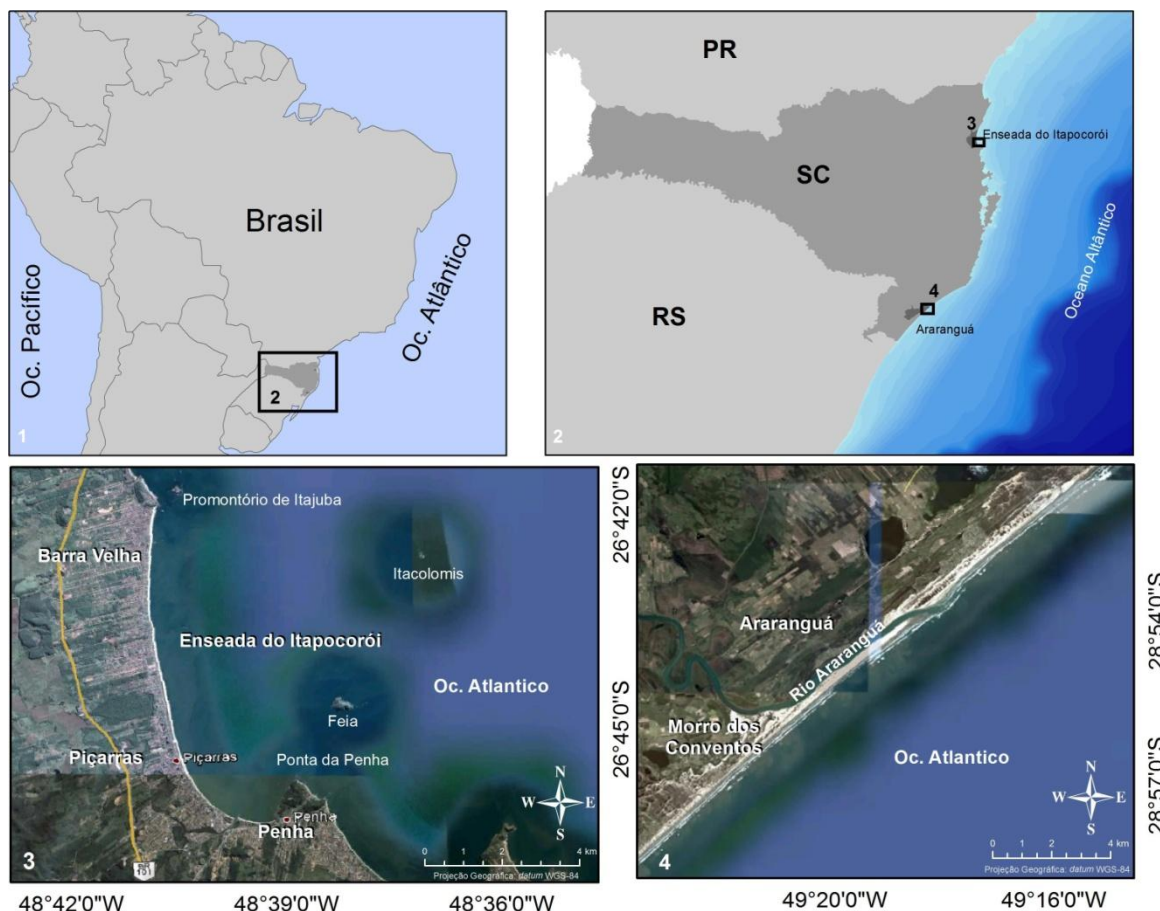 Brasil
Oc. Pacífico
Oc. Atlântico
2
1
PR
3
Enseada do Itapocorói
SC
Oceano Altântico
4
RS
Araranguá
2
Promontório de Itajuba
Barra Velha
Itacolomis
Enseada do Itapocorói
Oc. Atlantico
Feia
Piçarras
Piçarras
Ponta da Penha
Penha
Penha
N
W E
S
BR
101
3
0 2 4 km
Projeção Geográfica: datum WGS-84
26°42'0"S
26°45'0"S
48°42'0"W 48°39'0"W 48°36'0"W
Araranguá
Rio Araranguá
Morro dos
Conventos
Oc. Atlantico
N
W E
S
4
0 2 4 km
Projeção Geográfica: datum WGS-84
28°54'0"S
28°57'0"S
49°20'0"W 49°16'0"W